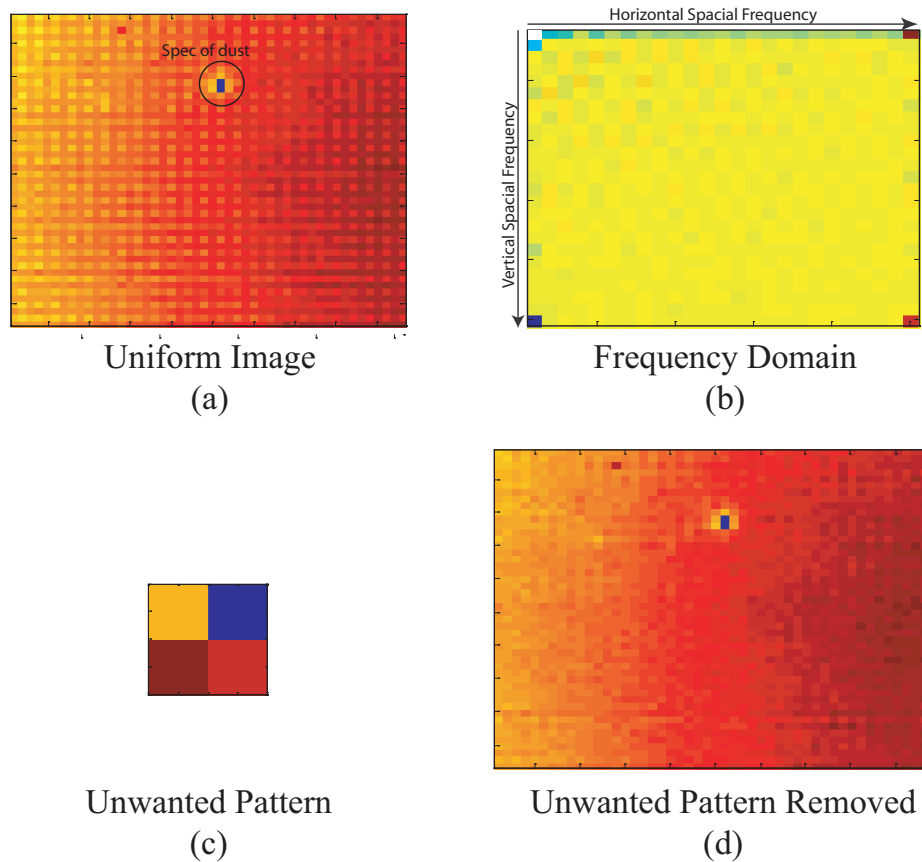 Spec of dust
Uniform Image
(a)
Horizontal Spacial Frequency
Vertical Spacial Frequency
Frequency Domain
(b)
Unwanted Pattern
(c)
Unwanted Pattern Removed
(d)